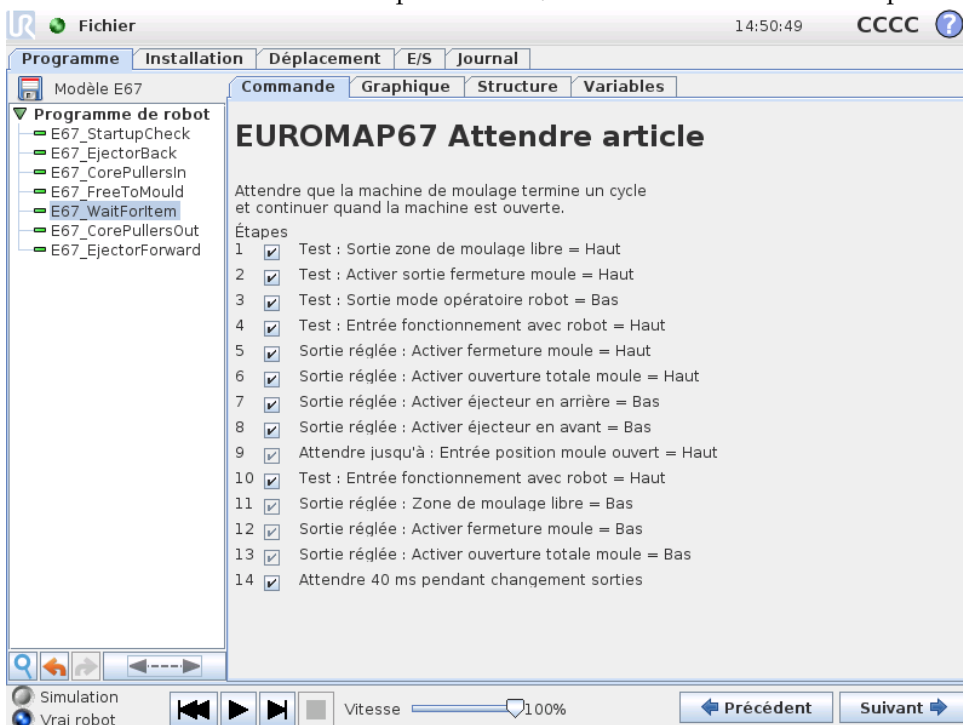 Fichier 14:50:49 CCCC ?
Programme Installation Déplacement E/S Journal
Modèle E67
Commande Graphique Structure Variables
Programme de robot
E67_StartupCheck
E67_EjectorBack
E67_CorePullersIn
E67_FreeToMould
E67_WaitForItem
E67_CorePullersOut
E67_EjectorForward
EUROMAP67 Attendre article
Attendre que la machine de moulage termine un cycle
et continuer quand la machine est ouverte.
Étapes
1 Test : Sortie zone de moulage libre = Haut
2 Test : Activer sortie fermeture moule = Haut
3 Test : Sortie mode opératoire robot = Bas
4 Test : Entrée fonctionnement avec robot = Haut
5 Sortie réglée : Activer fermeture moule = Haut
6 Sortie réglée : Activer ouverture totale moule = Haut
7 Sortie réglée : Activer éjecteur en arrière = Bas
8 Sortie réglée : Activer éjecteur en avant = Bas
9 Attendre jusqu'à : Entrée position moule ouvert = Haut
10 Test : Entrée fonctionnement avec robot = Haut
11 Sortie réglée : Zone de moulage libre = Bas
12 Sortie réglée : Activer fermeture moule = Bas
13 Sortie réglée : Activer ouverture totale moule = Bas
14 Attendre 40 ms pendant changement sorties
Simulation
Vrai robot
Vitesse 100%
Précédent Suivant